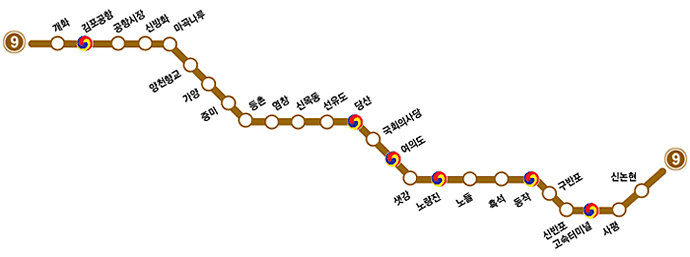 9
개화
김포공항
공항시장
신방화
마곡나루
양천향교
가양
증미
등촌
염창
신목동
선유도
당산
국회의사당
여의도
샛강
노량진
노들
흑석
동작
구반포
신반포
고속터미널
사평
신논현
9